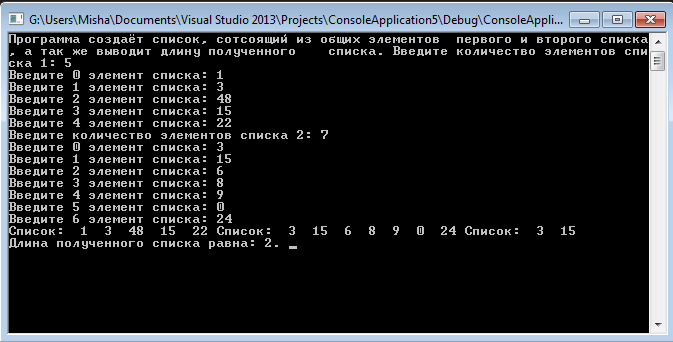 G:\Users\Misha\Documents\Visual Studio 2013\Projects\ConsoleApplication5\Debug\ConsoleAppli...
Программа создаёт список, сотсоящий из общих элементов  первого и второго списка
, а так же выводит длину полученного    списка. Введите количество элементов спи
ска 1: 5
Введите 0 элемент списка: 1
Введите 1 элемент списка: 3
Введите 2 элемент списка: 48
Введите 3 элемент списка: 15
Введите 4 элемент списка: 22
Введите количество элементов списка 2: 7
Введите 0 элемент списка: 3
Введите 1 элемент списка: 15
Введите 2 элемент списка: 6
Введите 3 элемент списка: 8
Введите 4 элемент списка: 9
Введите 5 элемент списка: 0
Введите 6 элемент списка: 24
Список:  1  3  48  15  22 Список:  3  15  6  8  9  0  24 Список:  3  15
Длина полученного списка равна: 2. _